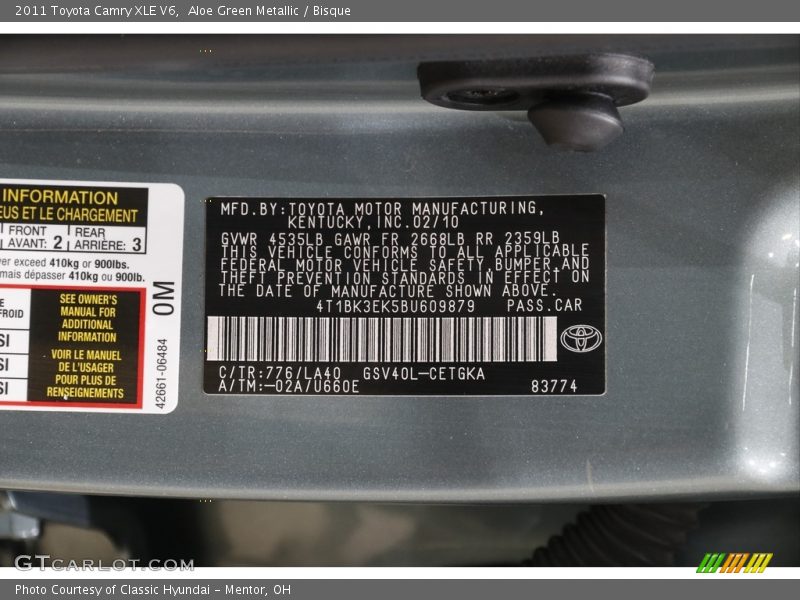 2011 Toyota Camry XLE V6,  Aloe Green Metallic / Bisque
INFORMATION
EUS ET LE CHARGEMENT
FRONT
AVANT: 2
REAR
ARRIÈRE: 3
er exceed 410kg or 900lbs.
mais dépasser 410kg ou 900lb.
FROID
SI
SI
SI
SEE OWNER'S
MANUAL FOR
ADDITIONAL
INFORMATION
VOIR LE MANUEL
DE L'USAGER
POUR PLUS DE
RENSEIGNEMENTS
0M
42661-06484
MFD.BY:TOYOTA MOTOR MANUFACTURING,
KENTUCKY,INC.02/10
GVWR 4535LB GAWR FR 2668LB RR 2359LB
THIS VEHICLE CONFORMS TO ALL APPLICABLE
FEDERAL MOTOR VEHICLE SAFETY,BUMPER,AND
THEFT PREVENTION STANDARDS IN EFFECT ON
THE DATE OF MANUFACTURE SHOWN ABOVE.
4T1BK3EK5BU609879 PASS.CAR
C/TR:776/LA40 GSV40L-CETGKA
A/TM:-02A/U660E 83774
GTCARLOT.COM
Photo Courtesy of Classic Hyundai - Mentor, OH